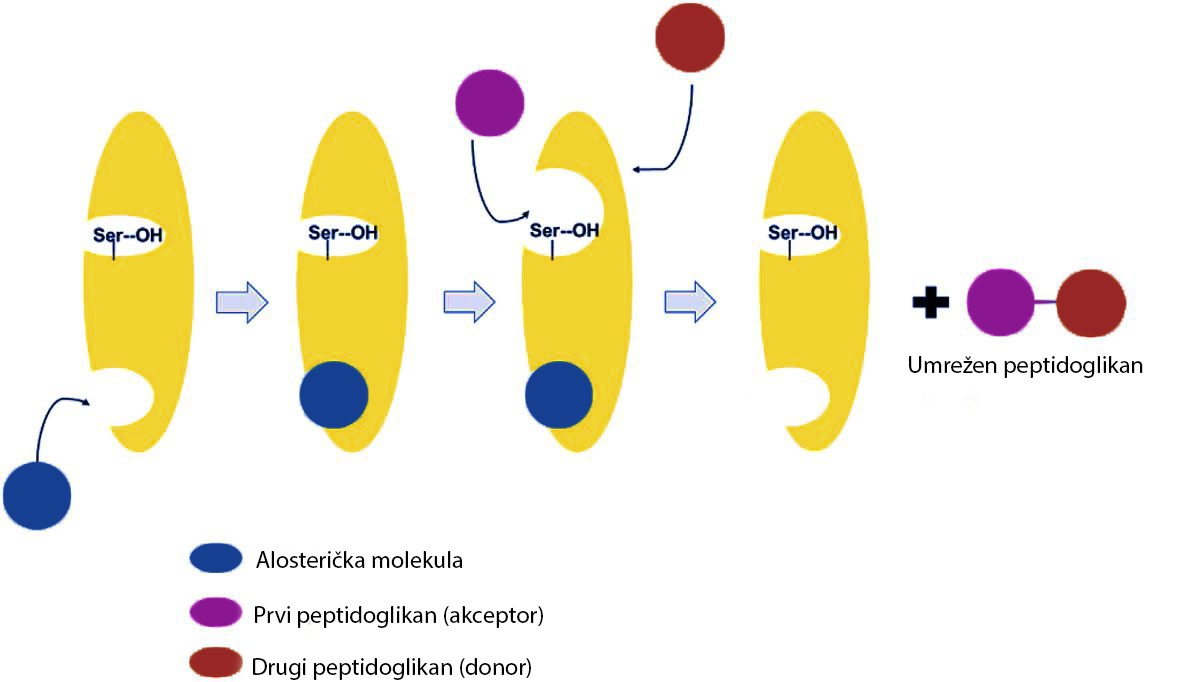 Ser--OH
Ser--OH
Ser--OH
Ser--OH
Umrežen peptidoglikan
Alosterička molekula
Prvi peptidoglikan (akceptor)
Drugi peptidoglikan (donor)